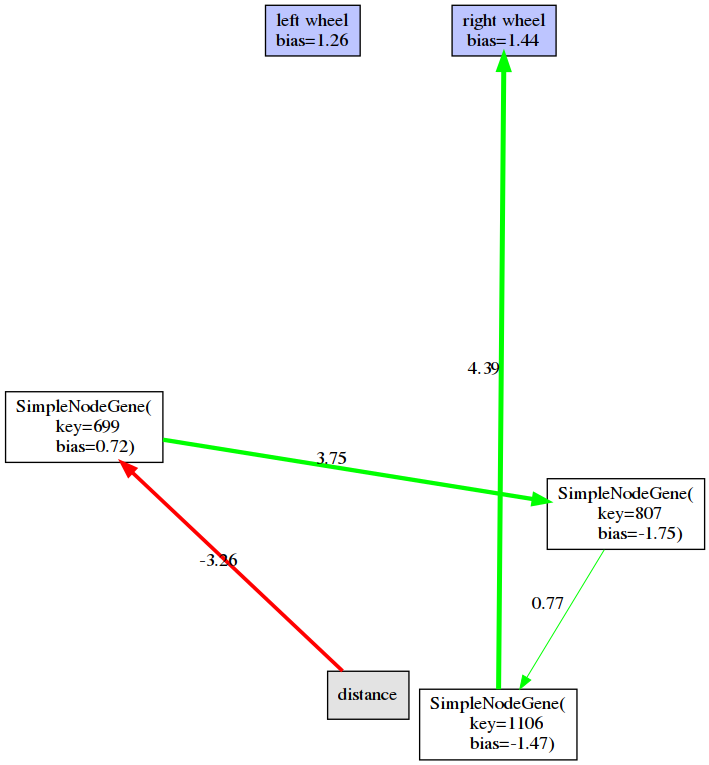 left wheel
bias=1.26
right wheel
bias=1.44
4.39
SimpleNodeGene(
key=699
bias=0.72)
3.75
SimpleNodeGene(
key=807
bias=-1.75)
-3.26
0.77
distance
SimpleNodeGene(
key=1106
bias=-1.47)